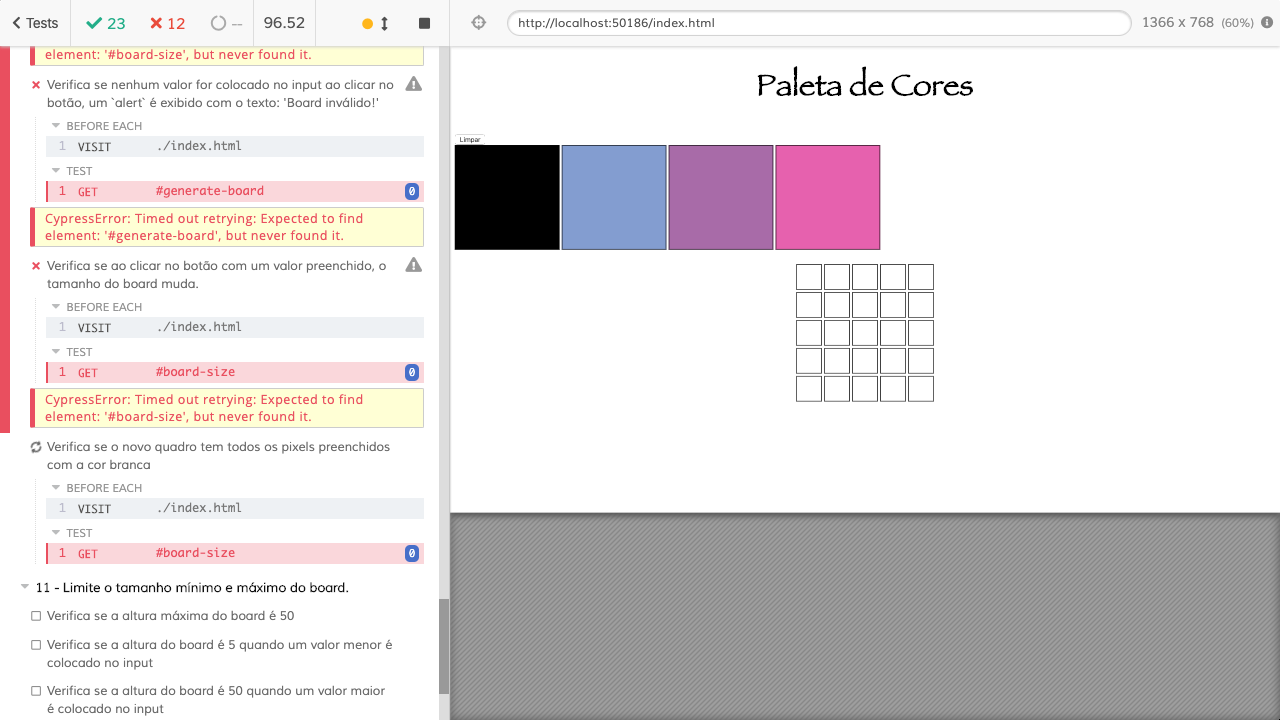 Tests 23 12 -- 96.52
http://localhost:50186/index.html 1366 x 768 (60%)
element: '#board-size', but never found it.
Verifica se nenhum valor for colocado no input ao clicar no
botão, um `alert` é exibido com o texto: 'Board inválido!'
BEFORE EACH
1 VISIT ./index.html
TEST
1 GET #generate-board 0
CypressError: Timed out retrying: Expected to find
element: '#generate-board', but never found it.
Verifica se ao clicar no botão com um valor preenchido, o
tamanho do board muda.
BEFORE EACH
1 VISIT ./index.html
TEST
1 GET #board-size 0
CypressError: Timed out retrying: Expected to find
element: '#board-size', but never found it.
Verifica se o novo quadro tem todos os pixels preenchidos
com a cor branca
BEFORE EACH
1 VISIT ./index.html
TEST
1 GET #board-size 0
11 - Limite o tamanho mínimo e máximo do board.
Verifica se a altura máxima do board é 50
Verifica se a altura do board é 5 quando um valor menor é
colocado no input
Verifica se a altura do board é 50 quando um valor maior
é colocado no input
Paleta de Cores
Limpar